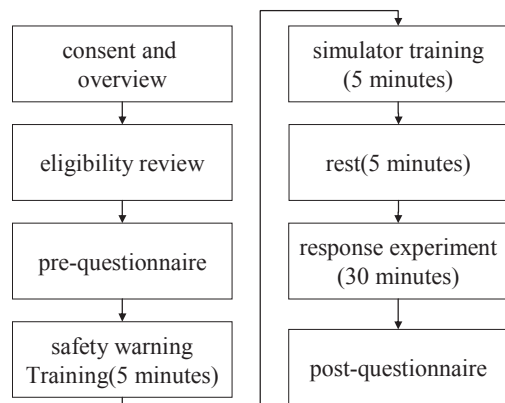 consent and
overview
eligibility review
pre-questionnaire
safety warning
Training(5 minutes)
simulator training
(5 minutes)
rest(5 minutes)
response experiment
(30 minutes)
post-questionnaire